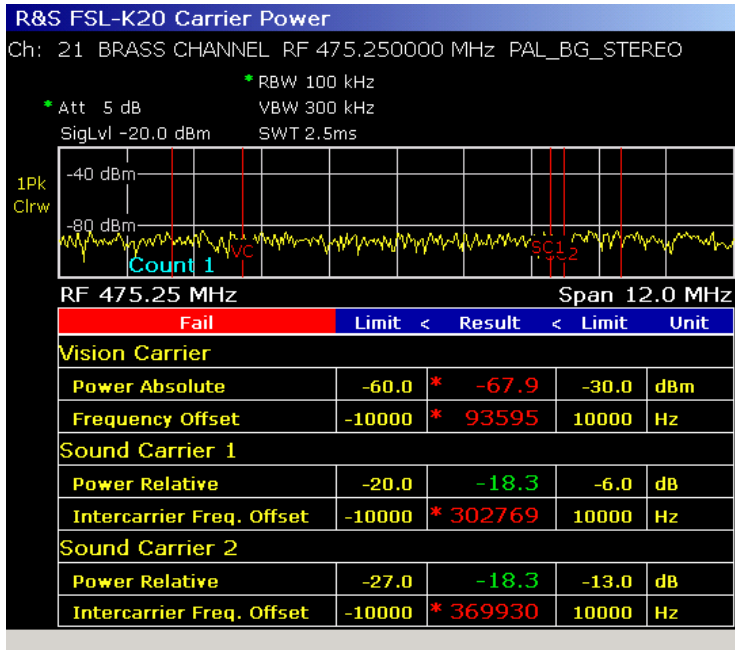 R&S FSL-K20 Carrier Power
Ch: 21 BRASS CHANNEL RF 475.250000 MHz PAL_BG_STEREO
* RBW 100 kHz
* Att 5 dB VBW 300 kHz
SigLvl -20.0 dBm SWT 2.5ms
1Pk
Clrw
-40 dBm
-80 dBm
VC SC1
Count 1
RF 475.25 MHz Span 12.0 MHz
Fail Limit < Result < Limit Unit
Vision Carrier
Power Absolute -60.0 * -67.9 -30.0 dBm
Frequency Offset -10000 * 93595 10000 Hz
Sound Carrier 1
Power Relative -20.0 -18.3 -6.0 dB
Intercarrier Freq. Offset -10000 * 302769 10000 Hz
Sound Carrier 2
Power Relative -27.0 -18.3 -13.0 dB
Intercarrier Freq. Offset -10000 * 369930 10000 Hz